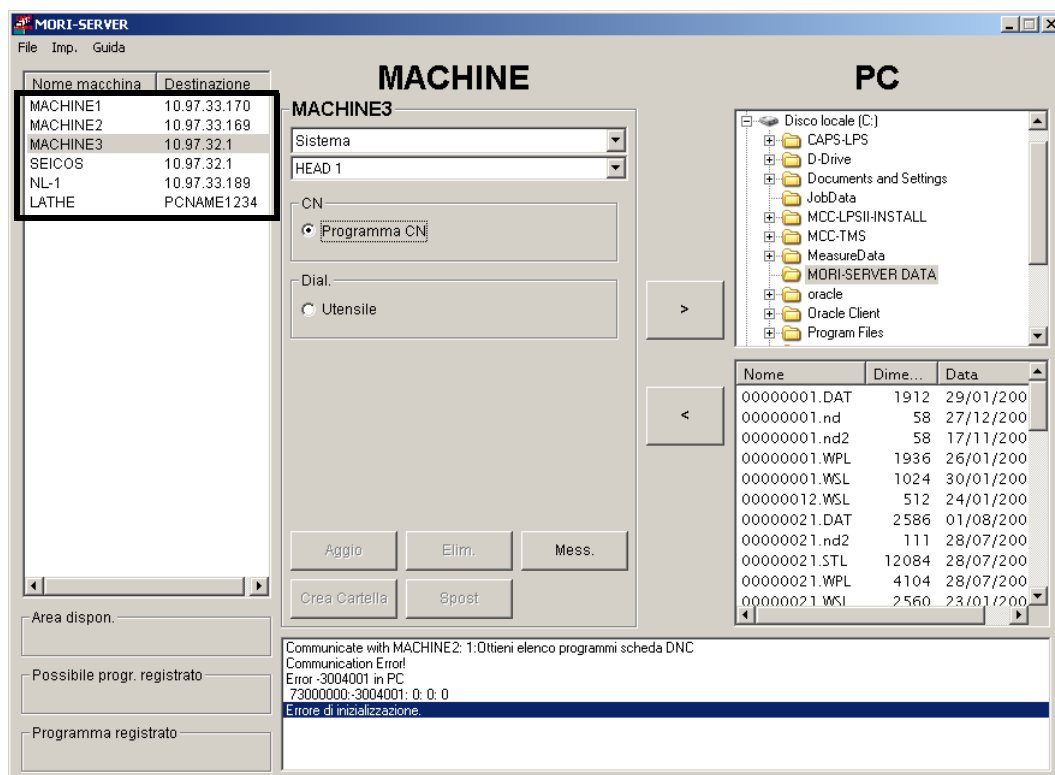 MORI-SERVER
File Imp. Guida
Nome macchina Destinazione
MACHINE1 10.97.33.170
MACHINE2 10.97.33.169
MACHINE3 10.97.32.1
SEICOS 10.97.32.1
NL-1 10.97.33.189
LATHE PCNAME1234
Area dispon.
Possibile progr. registrato
Programma registrato
MACHINE
MACHINE3
Sistema
HEAD 1
CN
Programma CN
Dial.
Utensile
Aggio Elim. Mess.
Crea Cartella Spost
>
<
PC
Disco locale (C:)
CAPS-LPS
D-Drive
Documents and Settings
JobData
MCC-LPSII-INSTALL
MCC-TMS
MeasureData
MORI-SERVER DATA
oracle
Oracle Client
Program Files
Nome Dime... Data
00000001.DAT 1912 29/01/200
00000001.nd 58 27/12/200
00000001.nd2 58 17/11/200
00000001.WPL 1936 26/01/200
00000001.WSL 1024 30/01/200
00000012.WSL 512 24/01/200
00000021.DAT 2586 01/08/200
00000021.nd2 111 28/07/200
00000021.STL 12084 28/07/200
00000021.WPL 4104 28/07/200
00000021.WSL 2560 23/01/200
Communicate with MACHINE2: 1:Ottieni elenco programmi scheda DNC
Communication Error!
Error -3004001 in PC
73000000:-3004001: 0: 0: 0
Errore di inizializzazione.